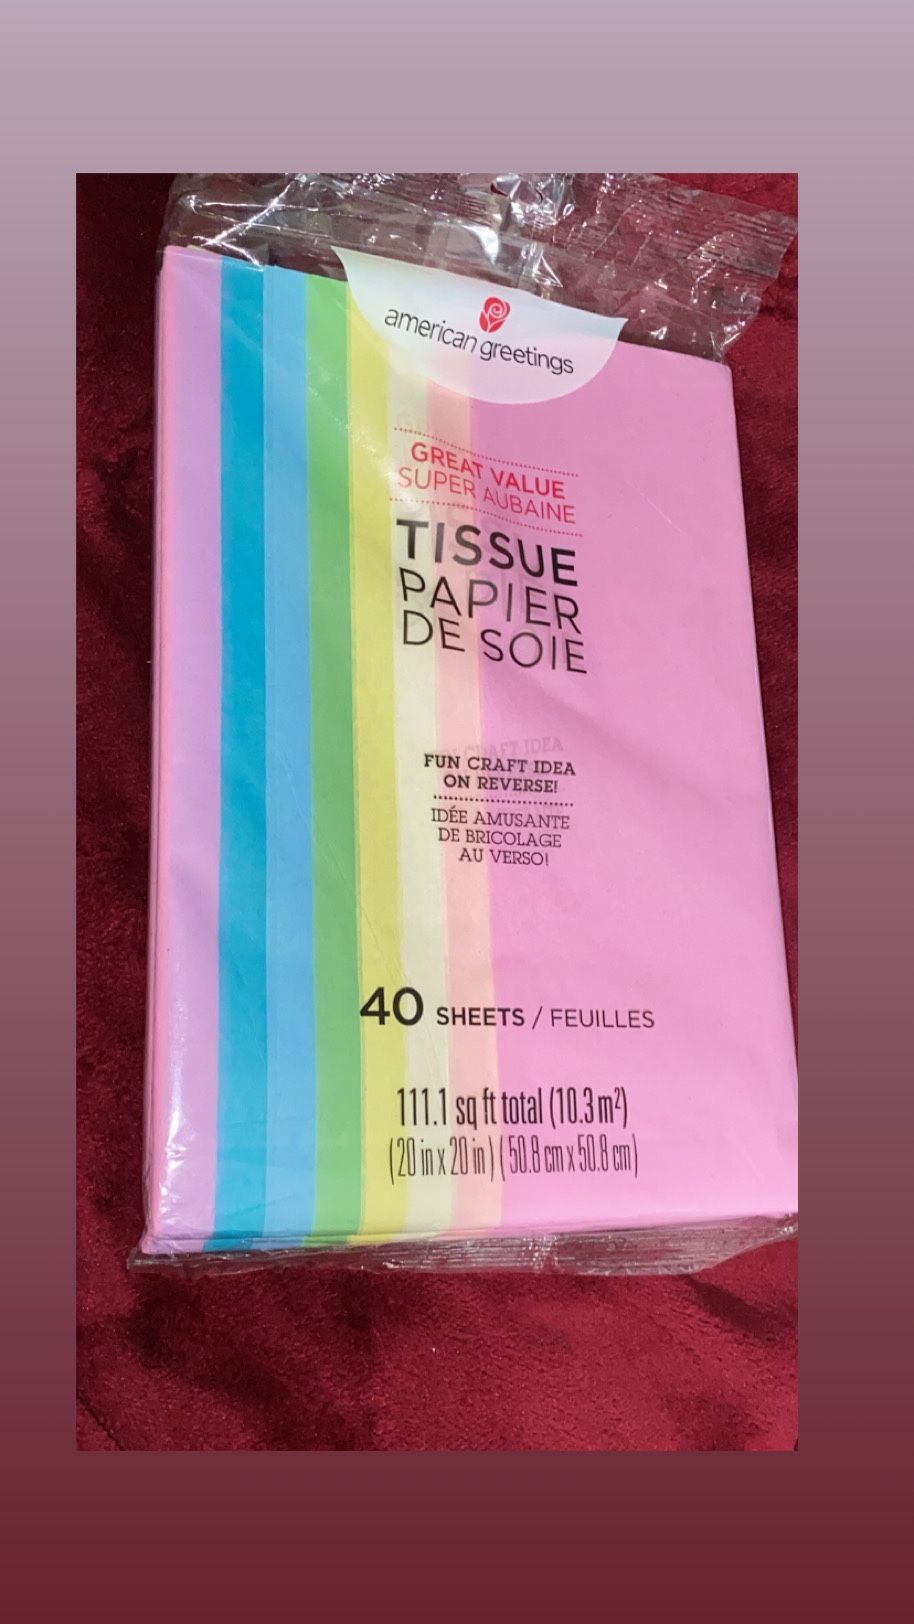 american greetings
GREAT VALUE
SUPER AUBAINE
TISSUE
PAPIER
DE SOIE
FUN CRAFT IDEA
ON REVERSE!
IDÉE AMUSANTE
DE BRICOLAGE
AU VERSO!
40 SHEETS / FEUILLES
111.1 sq ft total (10.3 m²)
(20 in x 20 in) (50.8 cm x 50.8 cm)